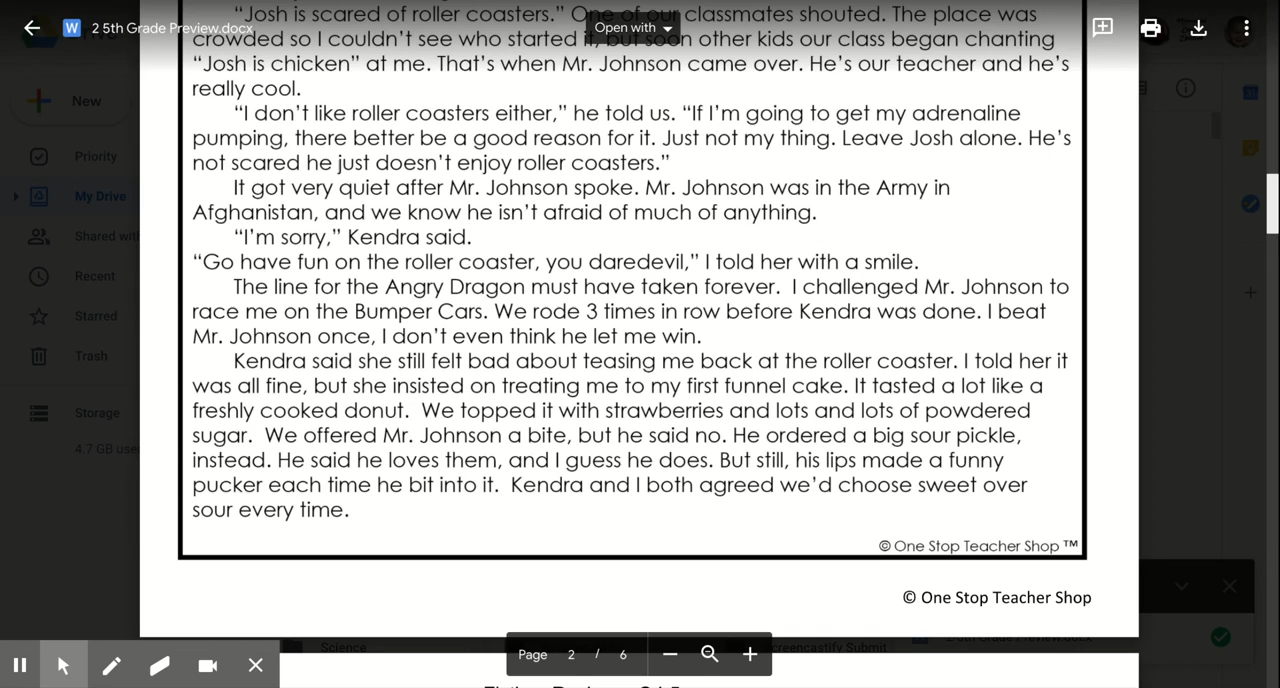 "Josh is scared of roller coasters." One of our classmates shouted. The place was
2 5th Grade Preview.docx
Open with
crowded so I couldn't see who started it, but soon other kids our class began chanting
"Josh is chicken" at me. That's when Mr. Johnson came over. He's our teacher and he's
really cool.
New
"I don't like roller coasters either," he told us. "If I'm going to get my adrenaline
pumping, there better be a good reason for it. Just not my thing. Leave Josh alone. He's
Priority
not scared he just doesn't enjoy roller coasters."
It got very quiet after Mr. Johnson spoke. Mr. Johnson was in the Army in
My Drive
Afghanistan, and we know he isn't afraid of much of anything.
Shared with
"I'm sorry," Kendra said.
"Go have fun on the roller coaster, you daredevil," I told her with a smile.
Recent
The line for the Angry Dragon must have taken forever.  I challenged Mr. Johnson to
race me on the Bumper Cars. We rode 3 times in row before Kendra was done. I beat
Starred
Mr. Johnson once, I don't even think he let me win.
Trash
Kendra said she still felt bad about teasing me back at the roller coaster. I told her it
was all fine, but she insisted on treating me to my first funnel cake. It tasted a lot like a
freshly cooked donut.  We topped it with strawberries and lots and lots of powdered
Storage
sugar.  We offered Mr. Johnson a bite, but he said no. He ordered a big sour pickle,
4.7 GB used
instead. He said he loves them, and I guess he does. But still, his lips made a funny
pucker each time he bit into it.  Kendra and I both agreed we'd choose sweet over
sour every time.
© One Stop Teacher Shop ™
© One Stop Teacher Shop
Science
Page 2 / 6